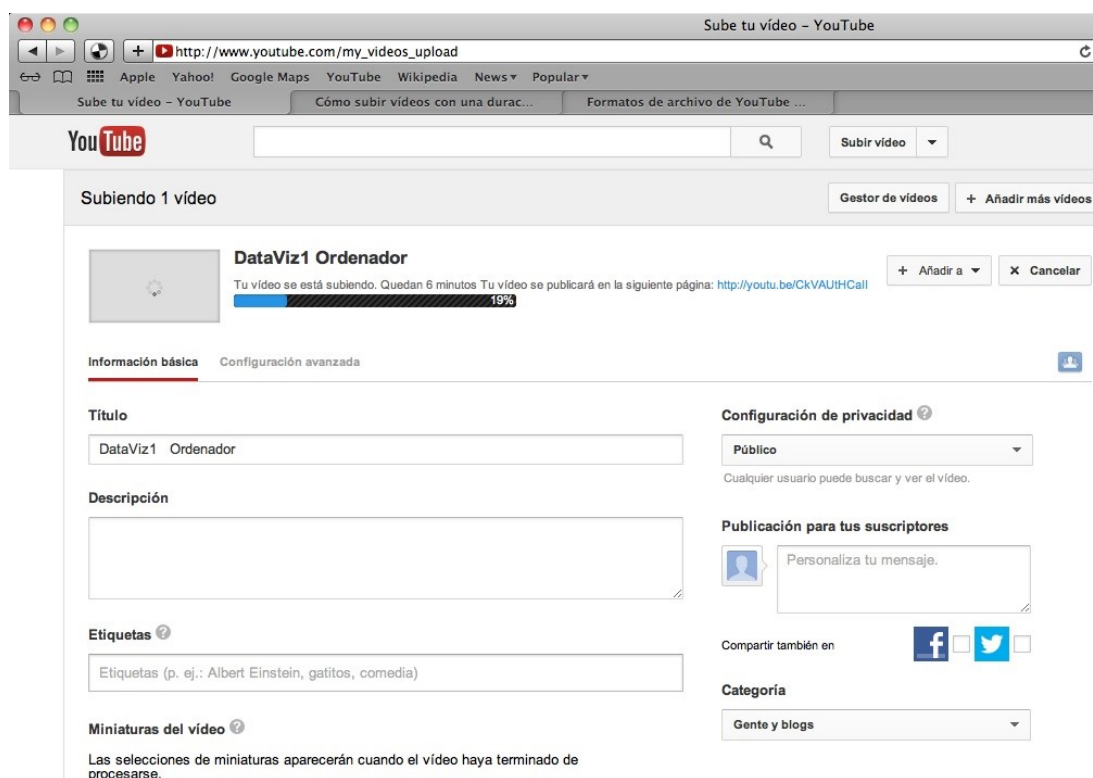 Sube tu vídeo – YouTube
http://www.youtube.com/my_videos_upload
Apple Yahoo! Google Maps YouTube Wikipedia News Popular
Sube tu vídeo – YouTube Cómo subir vídeos con una durac... Formatos de archivo de YouTube ...
YouTube Subir vídeo
Subiendo 1 vídeo Gestor de vídeos + Añadir más vídeos
DataViz1 Ordenador
+ Añadir a X Cancelar
Tu vídeo se está subiendo. Quedan 6 minutos Tu vídeo se publicará en la siguiente página: http://youtu.be/CkVAUtHCaII
19%
Información básica Configuración avanzada
Título
DataViz1 Ordenador
Descripción
Etiquetas ?
Etiquetas (p. ej.: Albert Einstein, gatitos, comedia)
Miniaturas del vídeo ?
Las selecciones de miniaturas aparecerán cuando el vídeo haya terminado de
procesarse.
Configuración de privacidad ?
Público
Cualquier usuario puede buscar y ver el vídeo.
Publicación para tus suscriptores
Personaliza tu mensaje.
Compartir también en
Categoría
Gente y blogs